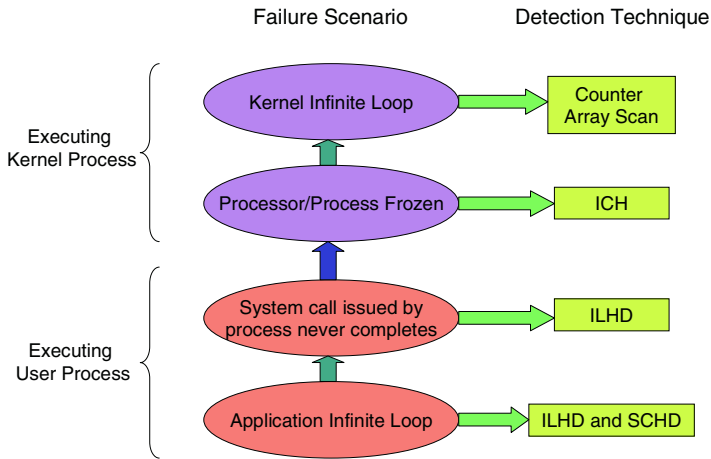 Failure Scenario
Detection Technique
Executing
Kernel Process
Kernel Infinite Loop
Counter
Array Scan
Processor/Process Frozen
ICH
Executing
User Process
System call issued by
process never completes
ILHD
Application Infinite Loop
ILHD and SCHD